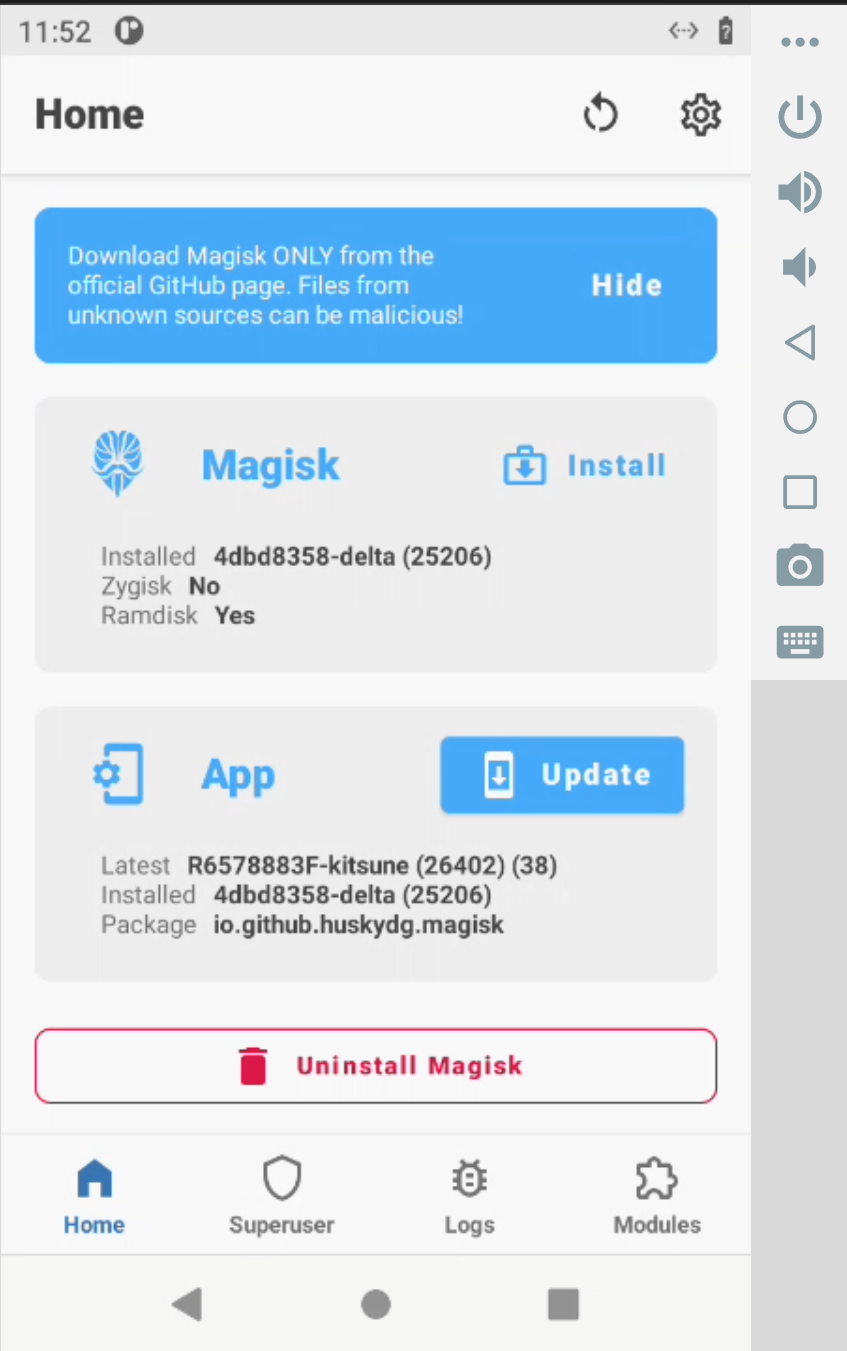 11:52
Home
Download Magisk ONLY from the
official GitHub page. Files from
unknown sources can be malicious!
Hide
Magisk
Install
Installed 4dbd8358-delta (25206)
Zygisk No
Ramdisk Yes
App
Update
Latest R6578883F-kitsune (26402) (38)
Installed 4dbd8358-delta (25206)
Package io.github.huskydg.magisk
Uninstall Magisk
Home
Superuser
Logs
Modules